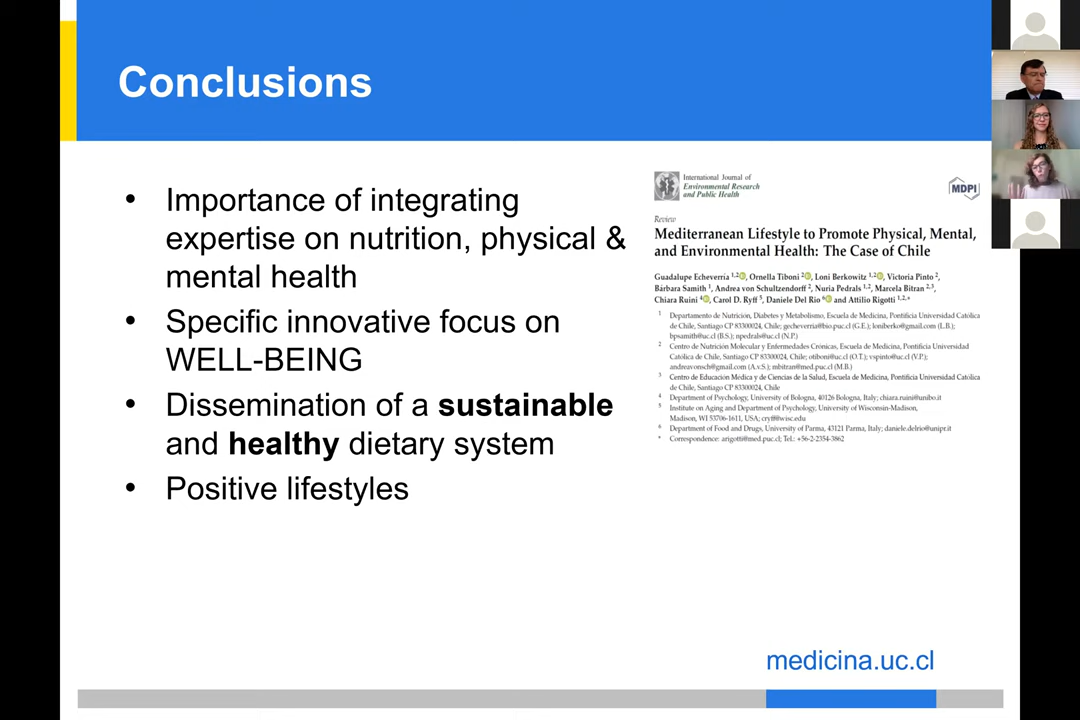 Conclusions
• Importance of integrating
expertise on nutrition, physical &
mental health
• Specific innovative focus on
WELL-BEING
• Dissemination of a sustainable
and healthy dietary system
• Positive lifestyles
International Journal of
Environmental Research
and Public Health
MDPI
Review
Mediterranean Lifestyle to Promote Physical, Mental,
and Environmental Health: The Case of Chile
Guadalupe Echeverría 1,2, Ornella Tiboni 2, Loni Berkowitz 1,2, Victoria Pinto 2,
Bárbara Samith 1, Andrea von Schultzendorff 2, Nuria Pedrals 1,2, Marcela Bitran 2,3,
Chiara Ruini 4, Carol D. Ryff 5, Daniele Del Rio 6 and Attilio Rigotti 1,2,*
1 Departamento de Nutrición, Diabetes y Metabolismo, Escuela de Medicina, Pontificia Universidad Católica
de Chile, Santiago CP 83300024, Chile; gecheverria@bio.puc.cl (G.E.); loniberko@gmail.com (L.B.);
bpsamith@uc.cl (B.S.); npedrals@uc.cl (N.P.)
2 Centro de Nutrición Molecular y Enfermedades Crónicas, Escuela de Medicina, Pontificia Universidad
Católica de Chile, Santiago CP 83300024, Chile; otiboni@uc.cl (O.T.); vspinto@uc.cl (V.P.);
andreavonsch@gmail.com (A.v.S.); mbitran@med.puc.cl (M.B.)
3 Centro de Educación Médica y de Ciencias de la Salud, Escuela de Medicina, Pontificia Universidad Católica
de Chile, Santiago CP 83300024, Chile
4 Department of Psychology, University of Bologna, 40126 Bologna, Italy; chiara.ruini@unibo.it
5 Institute on Aging and Department of Psychology, University of Wisconsin-Madison,
Madison, WI 53706-1611, USA; cryff@wisc.edu
6 Department of Food and Drugs, University of Parma, 43121 Parma, Italy; daniele.delrio@unipr.it
* Correspondence: arigotti@med.puc.cl; Tel.: +56-2-2354-3862
medicina.uc.cl